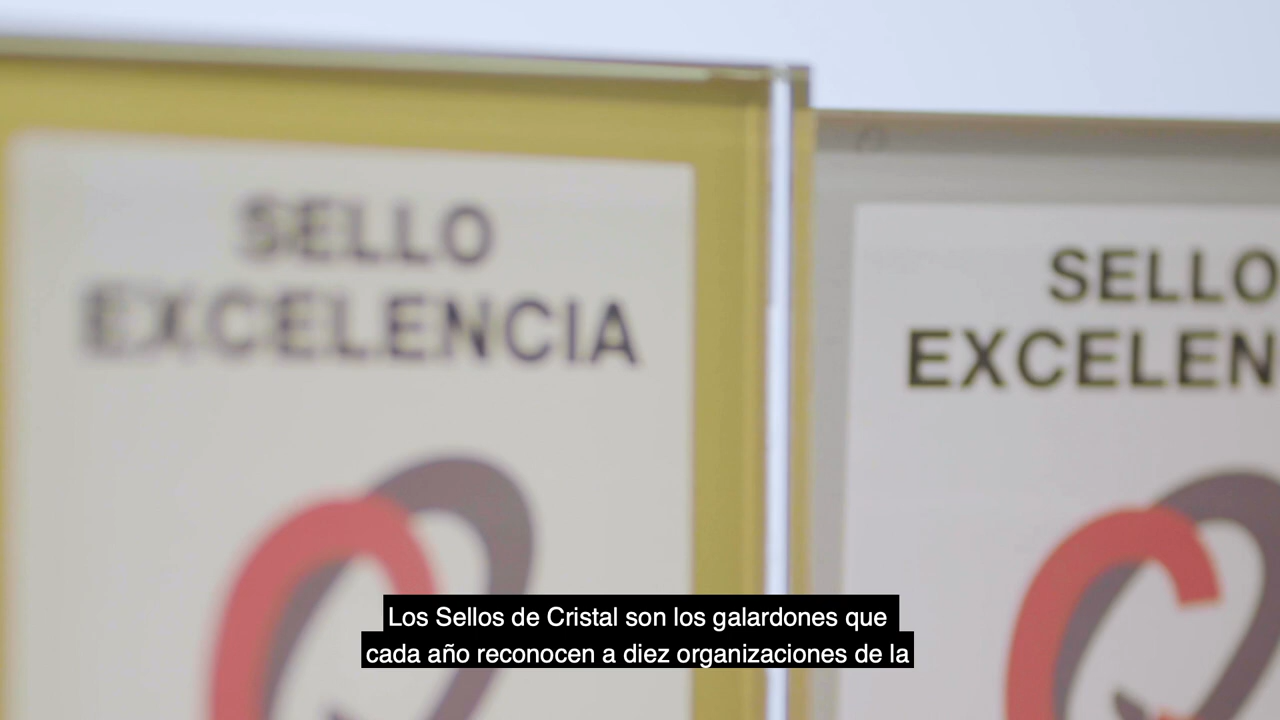 SELLO
EXCELENCIA
SELLO
EXCELEN
Los Sellos de Cristal son los galardones que
cada año reconocen a diez organizaciones de la